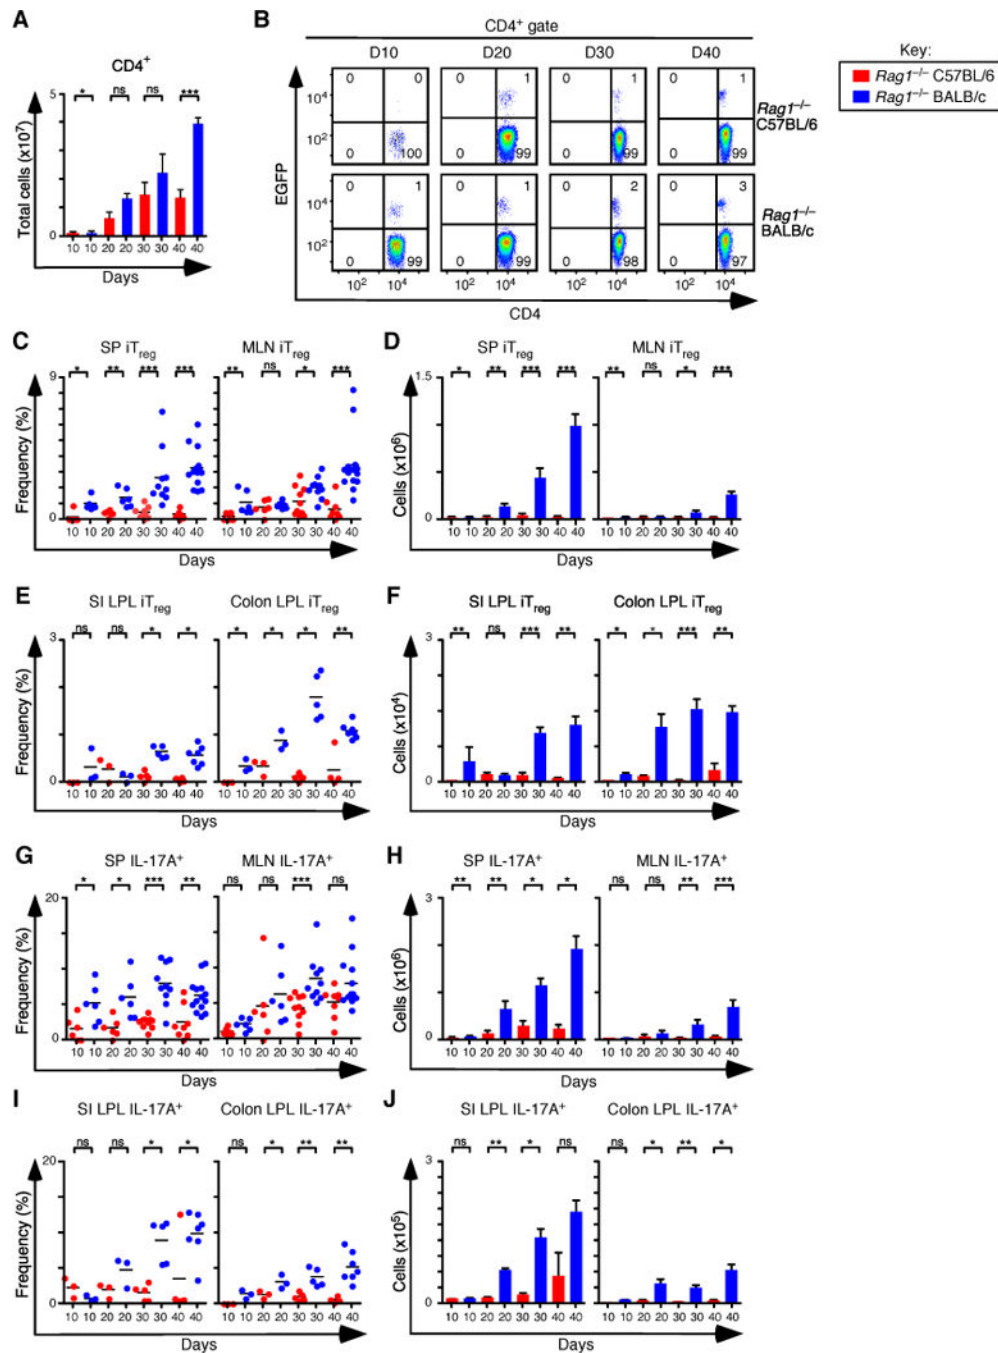 A
CD4⁺
Total cells (x10⁷)
5
0
* ns ns ***
10 10 20 20 30 30 40 40
Days
B
CD4⁺ gate
D10 D20 D30 D40
EGFP
10⁴
10²
0 0 0 1 0 1 0 1
0 100 0 99 0 99 0 99
Rag1⁻/⁻
C57BL/6
10⁴
10²
0 1 0 1 0 2 0 3
0 99 0 99 0 98 0 97
Rag1⁻/⁻
BALB/c
10² 10⁴ 10² 10⁴ 10² 10⁴ 10² 10⁴
CD4
Key:
Rag1⁻/⁻ C57BL/6
Rag1⁻/⁻ BALB/c
C
SP iTreg MLN iTreg
* ** *** *** ** ns * ***
Frequency (%)
9
0
10 10 20 20 30 30 40 40 10 10 20 20 30 30 40 40
Days
D
SP iTreg MLN iTreg
* ** *** *** ** ns * ***
Cells (x10⁶)
1.5
0
10 10 20 20 30 30 40 40 10 10 20 20 30 30 40 40
Days
E
SI LPL iTreg Colon LPL iTreg
ns ns * * * * * **
Frequency (%)
3
0
10 10 20 20 30 30 40 40 10 10 20 20 30 30 40 40
Days
F
SI LPL iTreg Colon LPL iTreg
** ns *** ** * * *** **
Cells (x10⁴)
3
0
10 10 20 20 30 30 40 40 10 10 20 20 30 30 40 40
Days
G
SP IL-17A⁺ MLN IL-17A⁺
* * *** ** ns ns *** ns
Frequency (%)
20
0
10 10 20 20 30 30 40 40 10 10 20 20 30 30 40 40
Days
H
SP IL-17A⁺ MLN IL-17A⁺
** ** * * ns ns ** ***
Cells (x10⁶)
3
0
10 10 20 20 30 30 40 40 10 10 20 20 30 30 40 40
Days
I
SI LPL IL-17A⁺ Colon LPL IL-17A⁺
ns ns * * ns * ** **
Frequency (%)
20
0
10 10 20 20 30 30 40 40 10 10 20 20 30 30 40 40
Days
J
SI LPL IL-17A⁺ Colon LPL IL-17A⁺
ns ** * ns ns * ** *
Cells (x10⁵)
3
0
10 10 20 20 30 30 40 40 10 10 20 20 30 30 40 40
Days